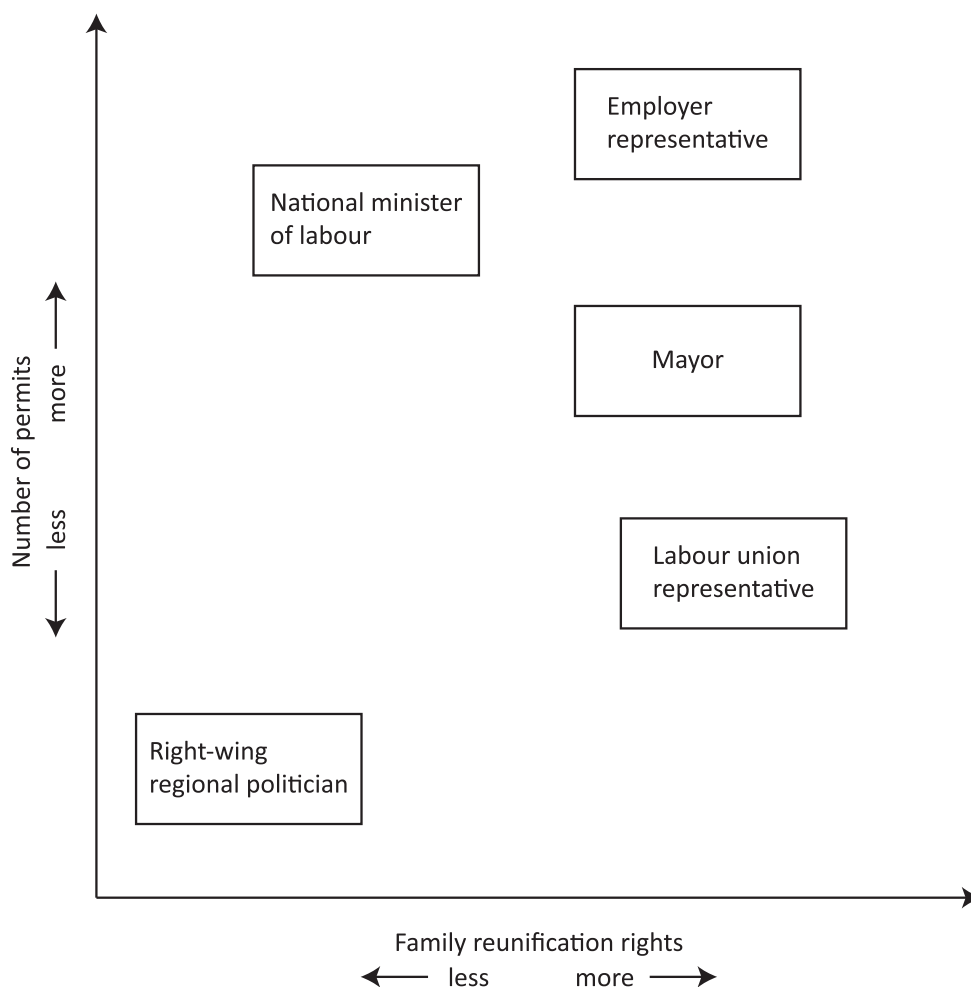 Employer
representative
National minister
of labour
Mayor
Number of permits
less more
Labour union
representative
Right-wing
regional politician
Family reunification rights
less more